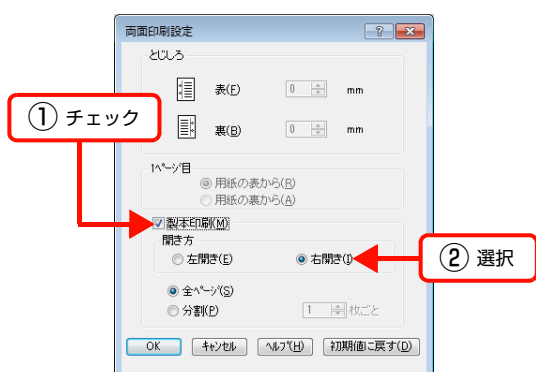 両面印刷設定
とじしろ
表(F) 0 mm
① チェック
裏(B) 0 mm
1ページ目
用紙の表から(R)
用紙の裏から(A)
製本印刷(M)
開き方
左開き(E) 右開き(I)
② 選択
全ページ(S)
分割(P) 1 枚ごと
OK キャンセル ヘルプ(H) 初期値に戻す(D)